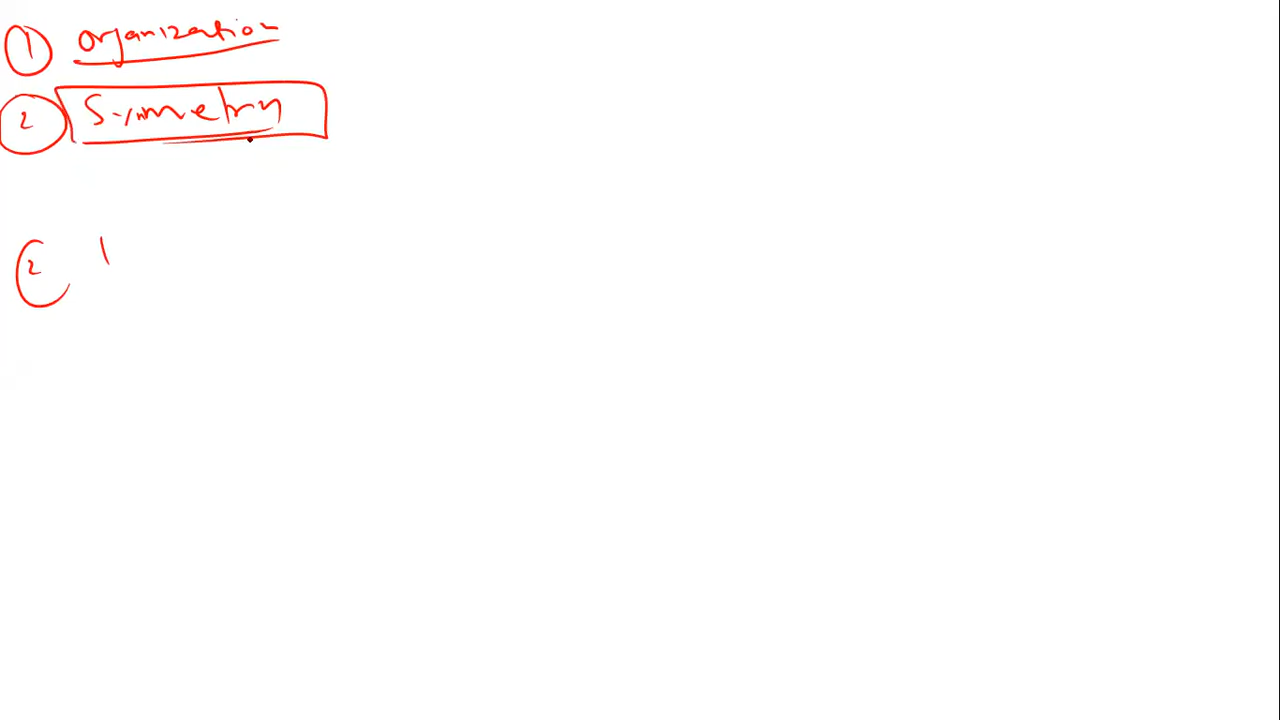 ① organization
② Symmetry
②